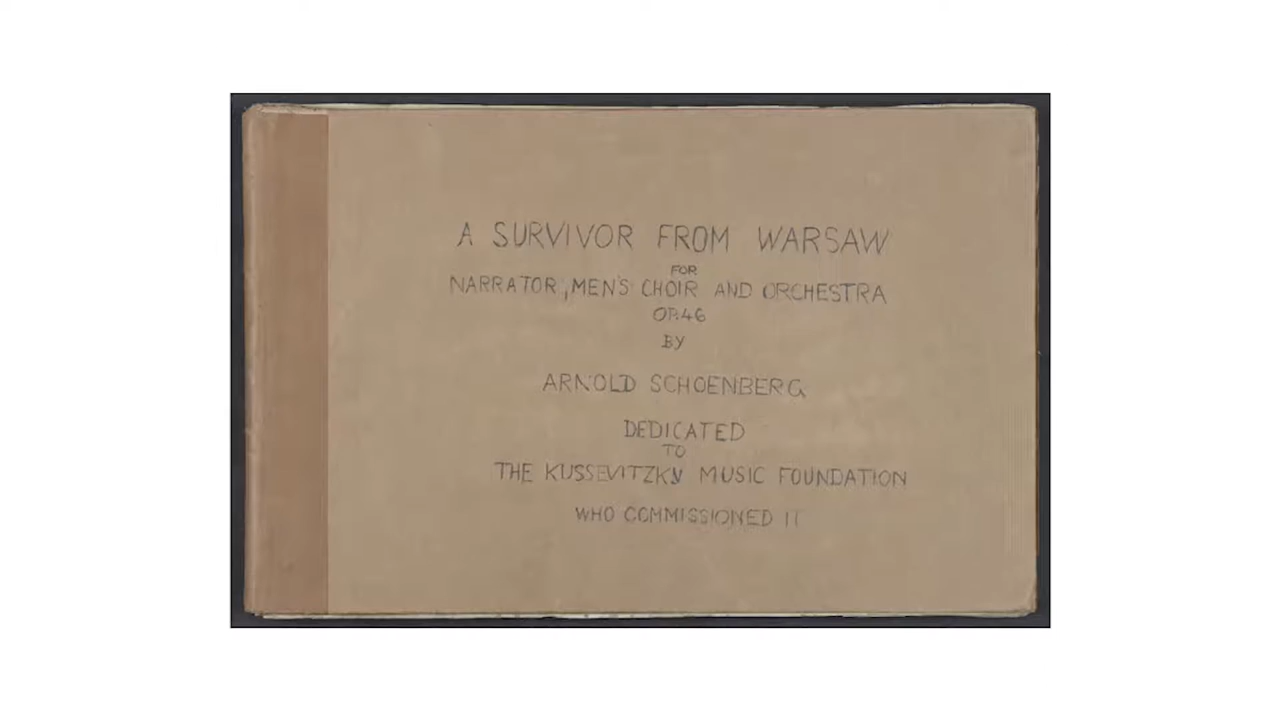 A SURVIVOR FROM WARSAW
FOR
NARRATOR, MEN'S CHOIR AND ORCHESTRA
OP.46
BY
ARNOLD SCHOENBERG
DEDICATED
TO
THE KUSSEVITZKY MUSIC FOUNDATION
WHO COMMISSIONED IT